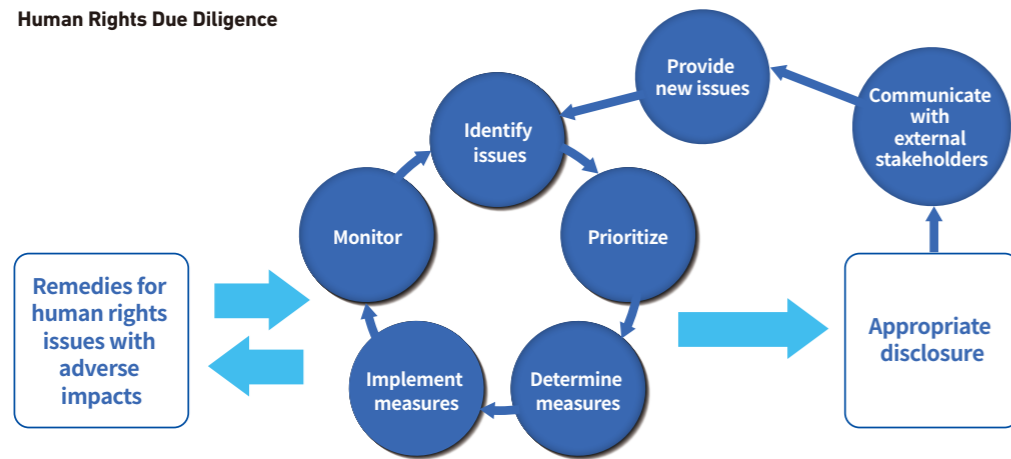 Human Rights Due Diligence
Provide
new issues
Communicate
with
external
stakeholders
Identify
issues
Monitor
Prioritize
Remedies for
human rights
issues with
adverse
impacts
Appropriate
disclosure
Implement
measures
Determine
measures